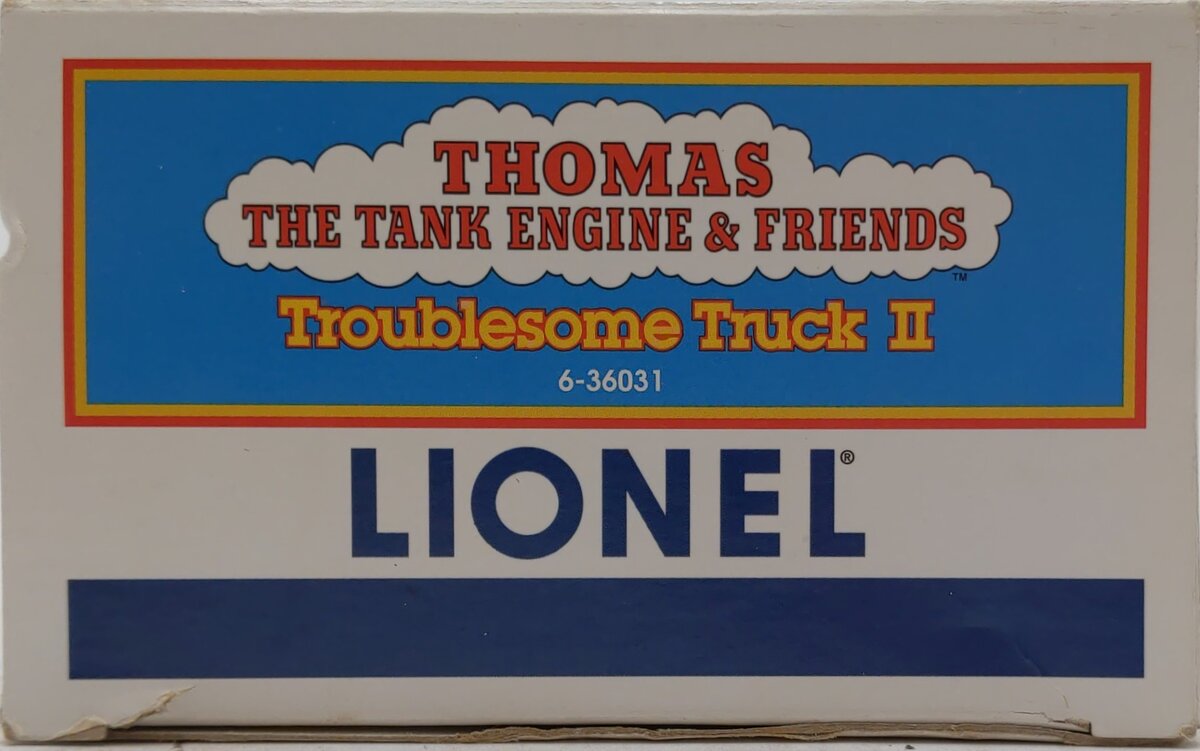 THOMAS
THE TANK ENGINE & FRIENDS
TM
Troublesome Truck II
6-36031
LIONEL®